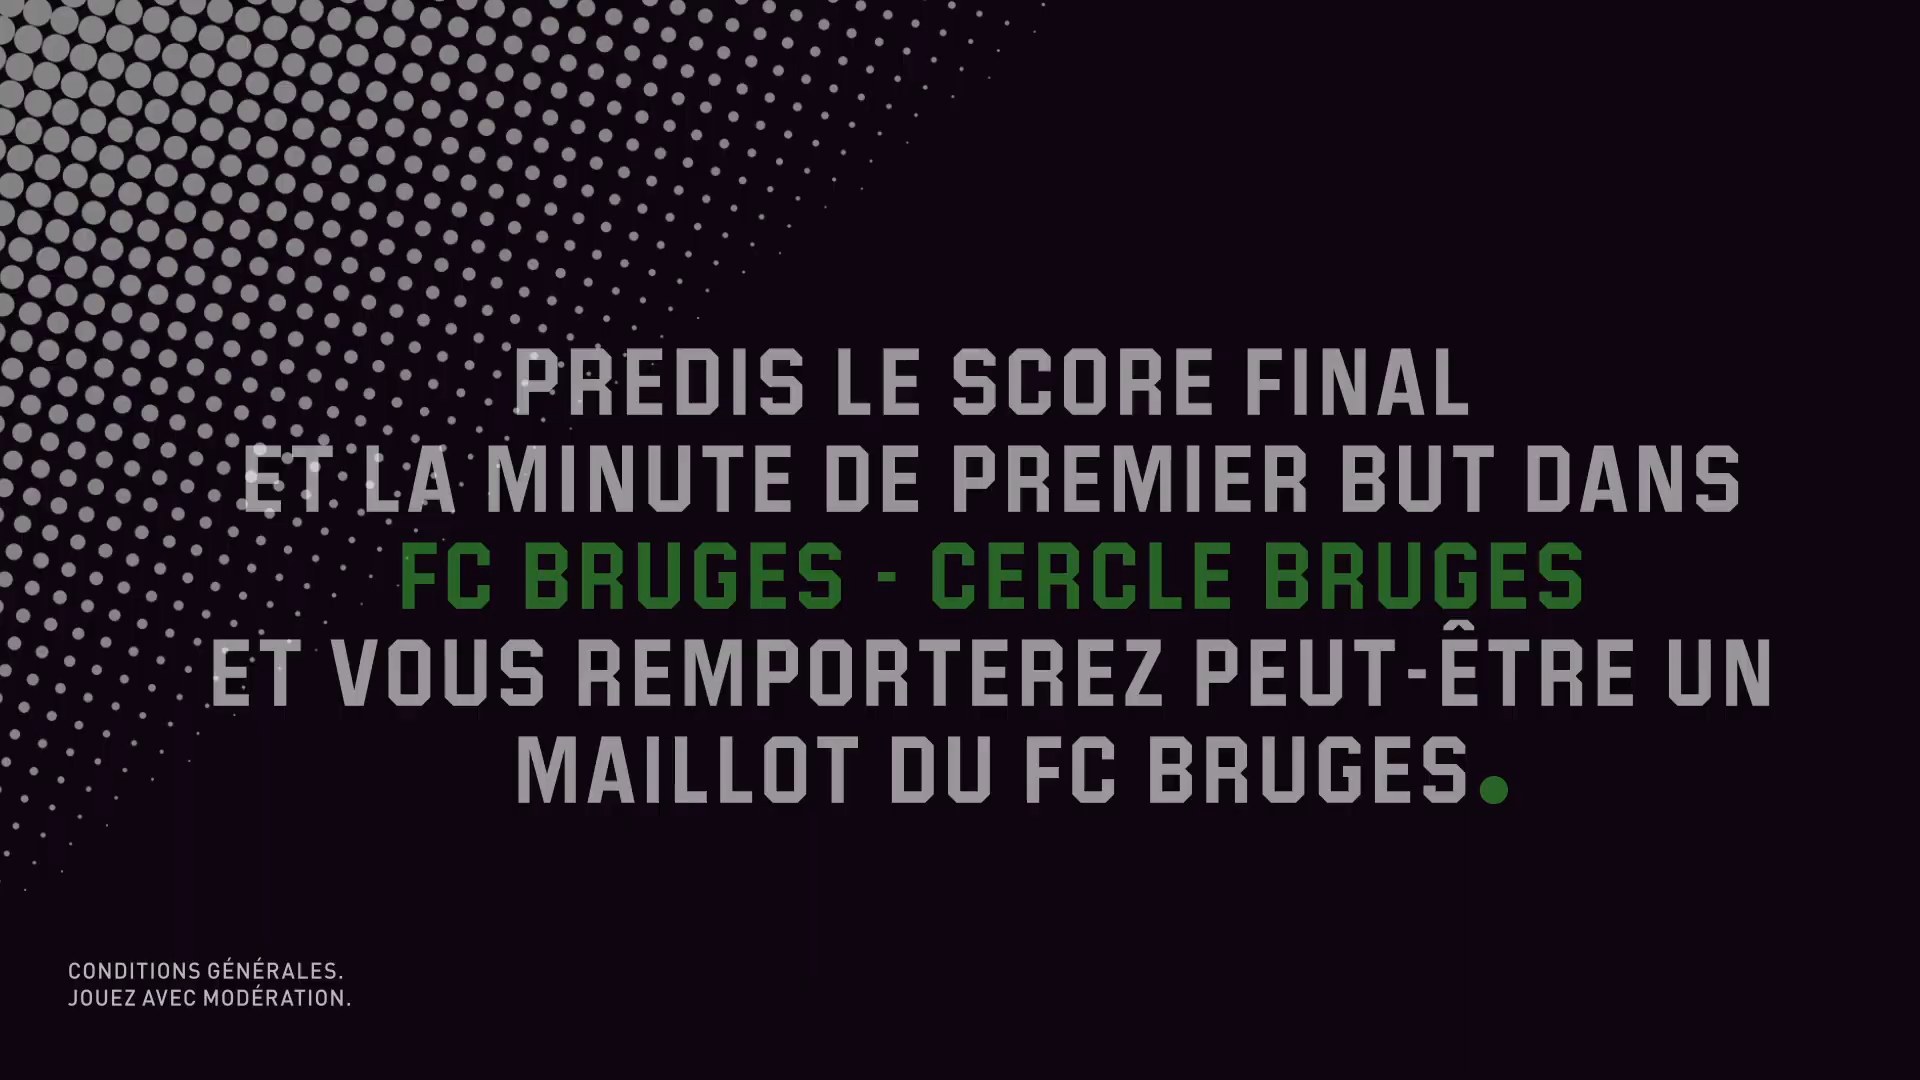 PREDIS LE SCORE FINAL
ET LA MINUTE DE PREMIER BUT DANS
FC BRUGES - CERCLE BRUGES
ET VOUS REMPORTEREZ PEUT-ÊTRE UN
MAILLOT DU FC BRUGES.
CONDITIONS GÉNÉRALES.
JOUEZ AVEC MODÉRATION.